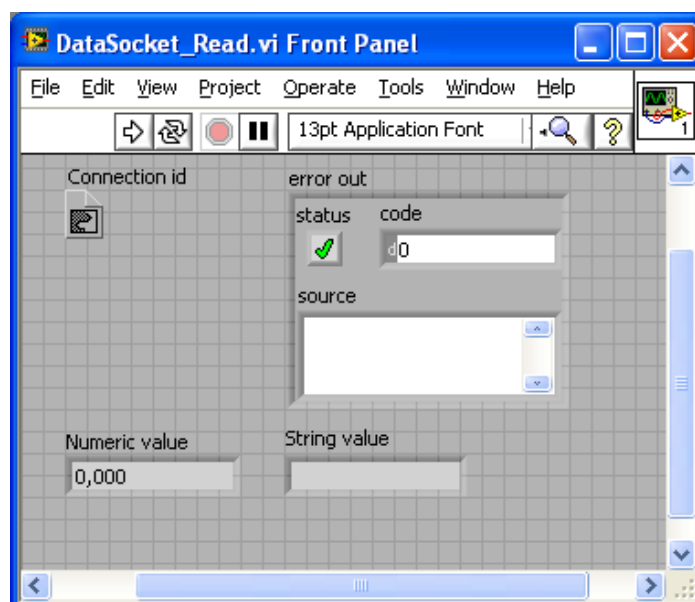 DataSocket_Read.vi Front Panel
File Edit View Project Operate Tools Window Help
13pt Application Font
?
1
Connection id
error out
status code
d0
source
Numeric value
String value
0,000